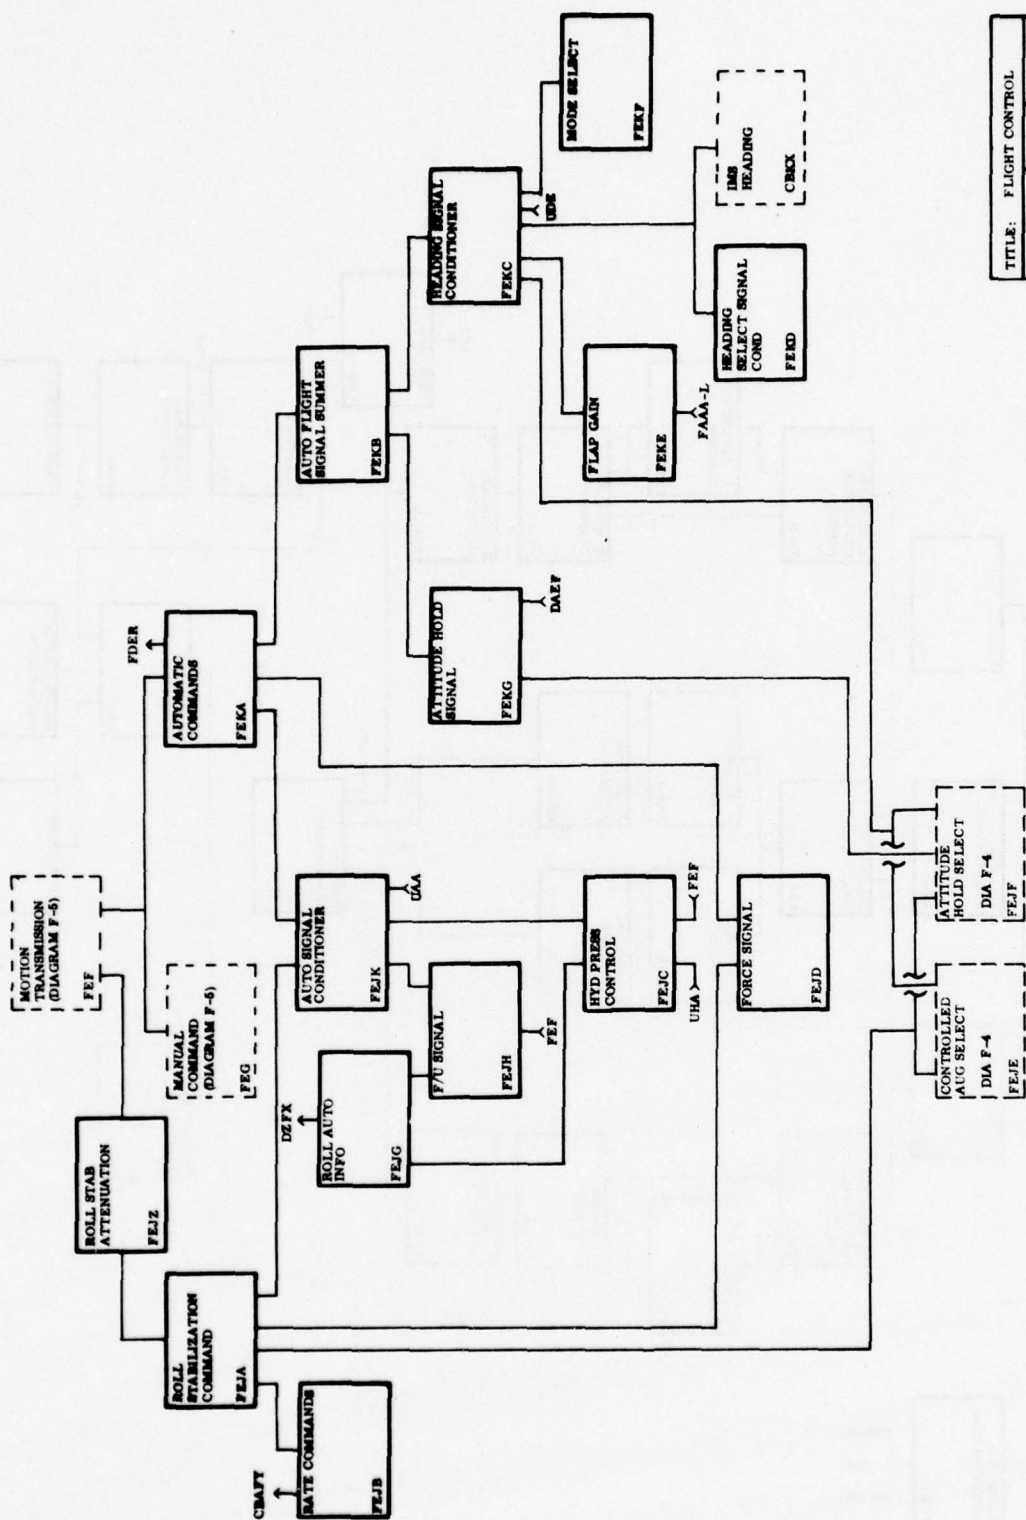 MOTION
TRANSMISSION
(DIAGRAM F-5)
FEF
ROLL STAB
ATTENUATION
FEJZ
MANUAL
COMMAND
(DIAGRAM F-5)
FEG
FDER
AUTOMATIC
COMMANDS
FEKA
ROLL
STABILIZATION
COMMAND
FEJA
CBAFY
RATE COMMANDS
FEJB
DZFX
ROLL AUTO
INFO
FEJG
AUTO SIGNAL
CONDITIONER
FEJK
UAA
AUTO FLIGHT
SIGNAL SUMMER
FEKB
F/U SIGNAL
FEJH
FEF
ATTITUDE HOLD
SIGNAL
FEKG
DAEF
HEADING SIGNAL
CONDITIONER
FEKC
UDE
MODE SELECT
FEKF
HYD PRESS
CONTROL
FEJC
UHA
FEF
FLAP GAIN
FEKE
FAAA-L
HEADING
SELECT SIGNAL
COND
FEKD
IMS
HEADING
CBKX
FORCE SIGNAL
FEJD
CONTROLLED
AUG SELECT
DIA F-4
FEJE
ATTITUDE
HOLD SELECT
DIA F-4
FEJF
TITLE: FLIGHT CONTROL